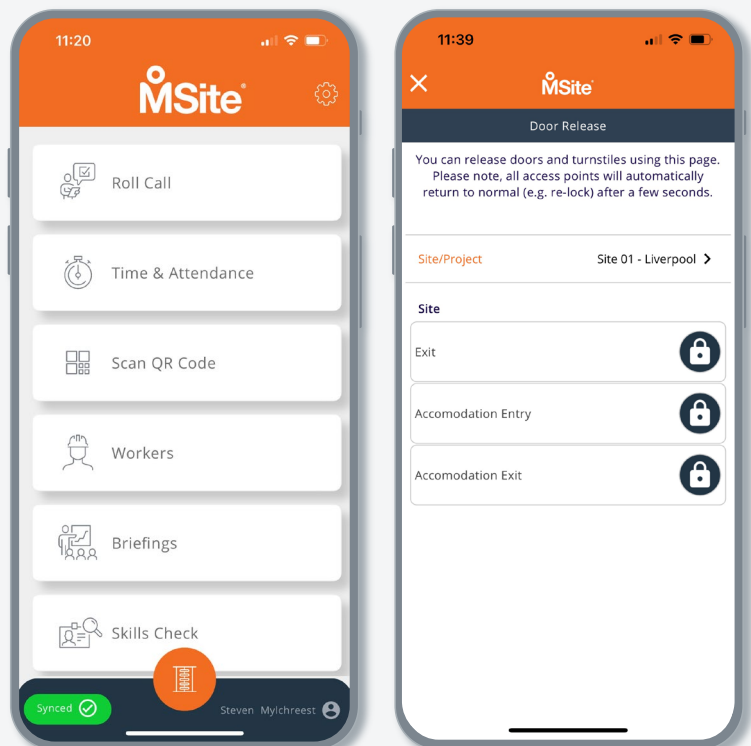 11:20
MSite
Roll Call
Time & Attendance
Scan QR Code
Workers
Briefings
Skills Check
Synced
Steven Mylchreest
11:39
MSite
Door Release
You can release doors and turnstiles using this page.
Please note, all access points will automatically
return to normal (e.g. re-lock) after a few seconds.
Site/Project
Site 01 - Liverpool
Site
Exit
Accomodation Entry
Accomodation Exit